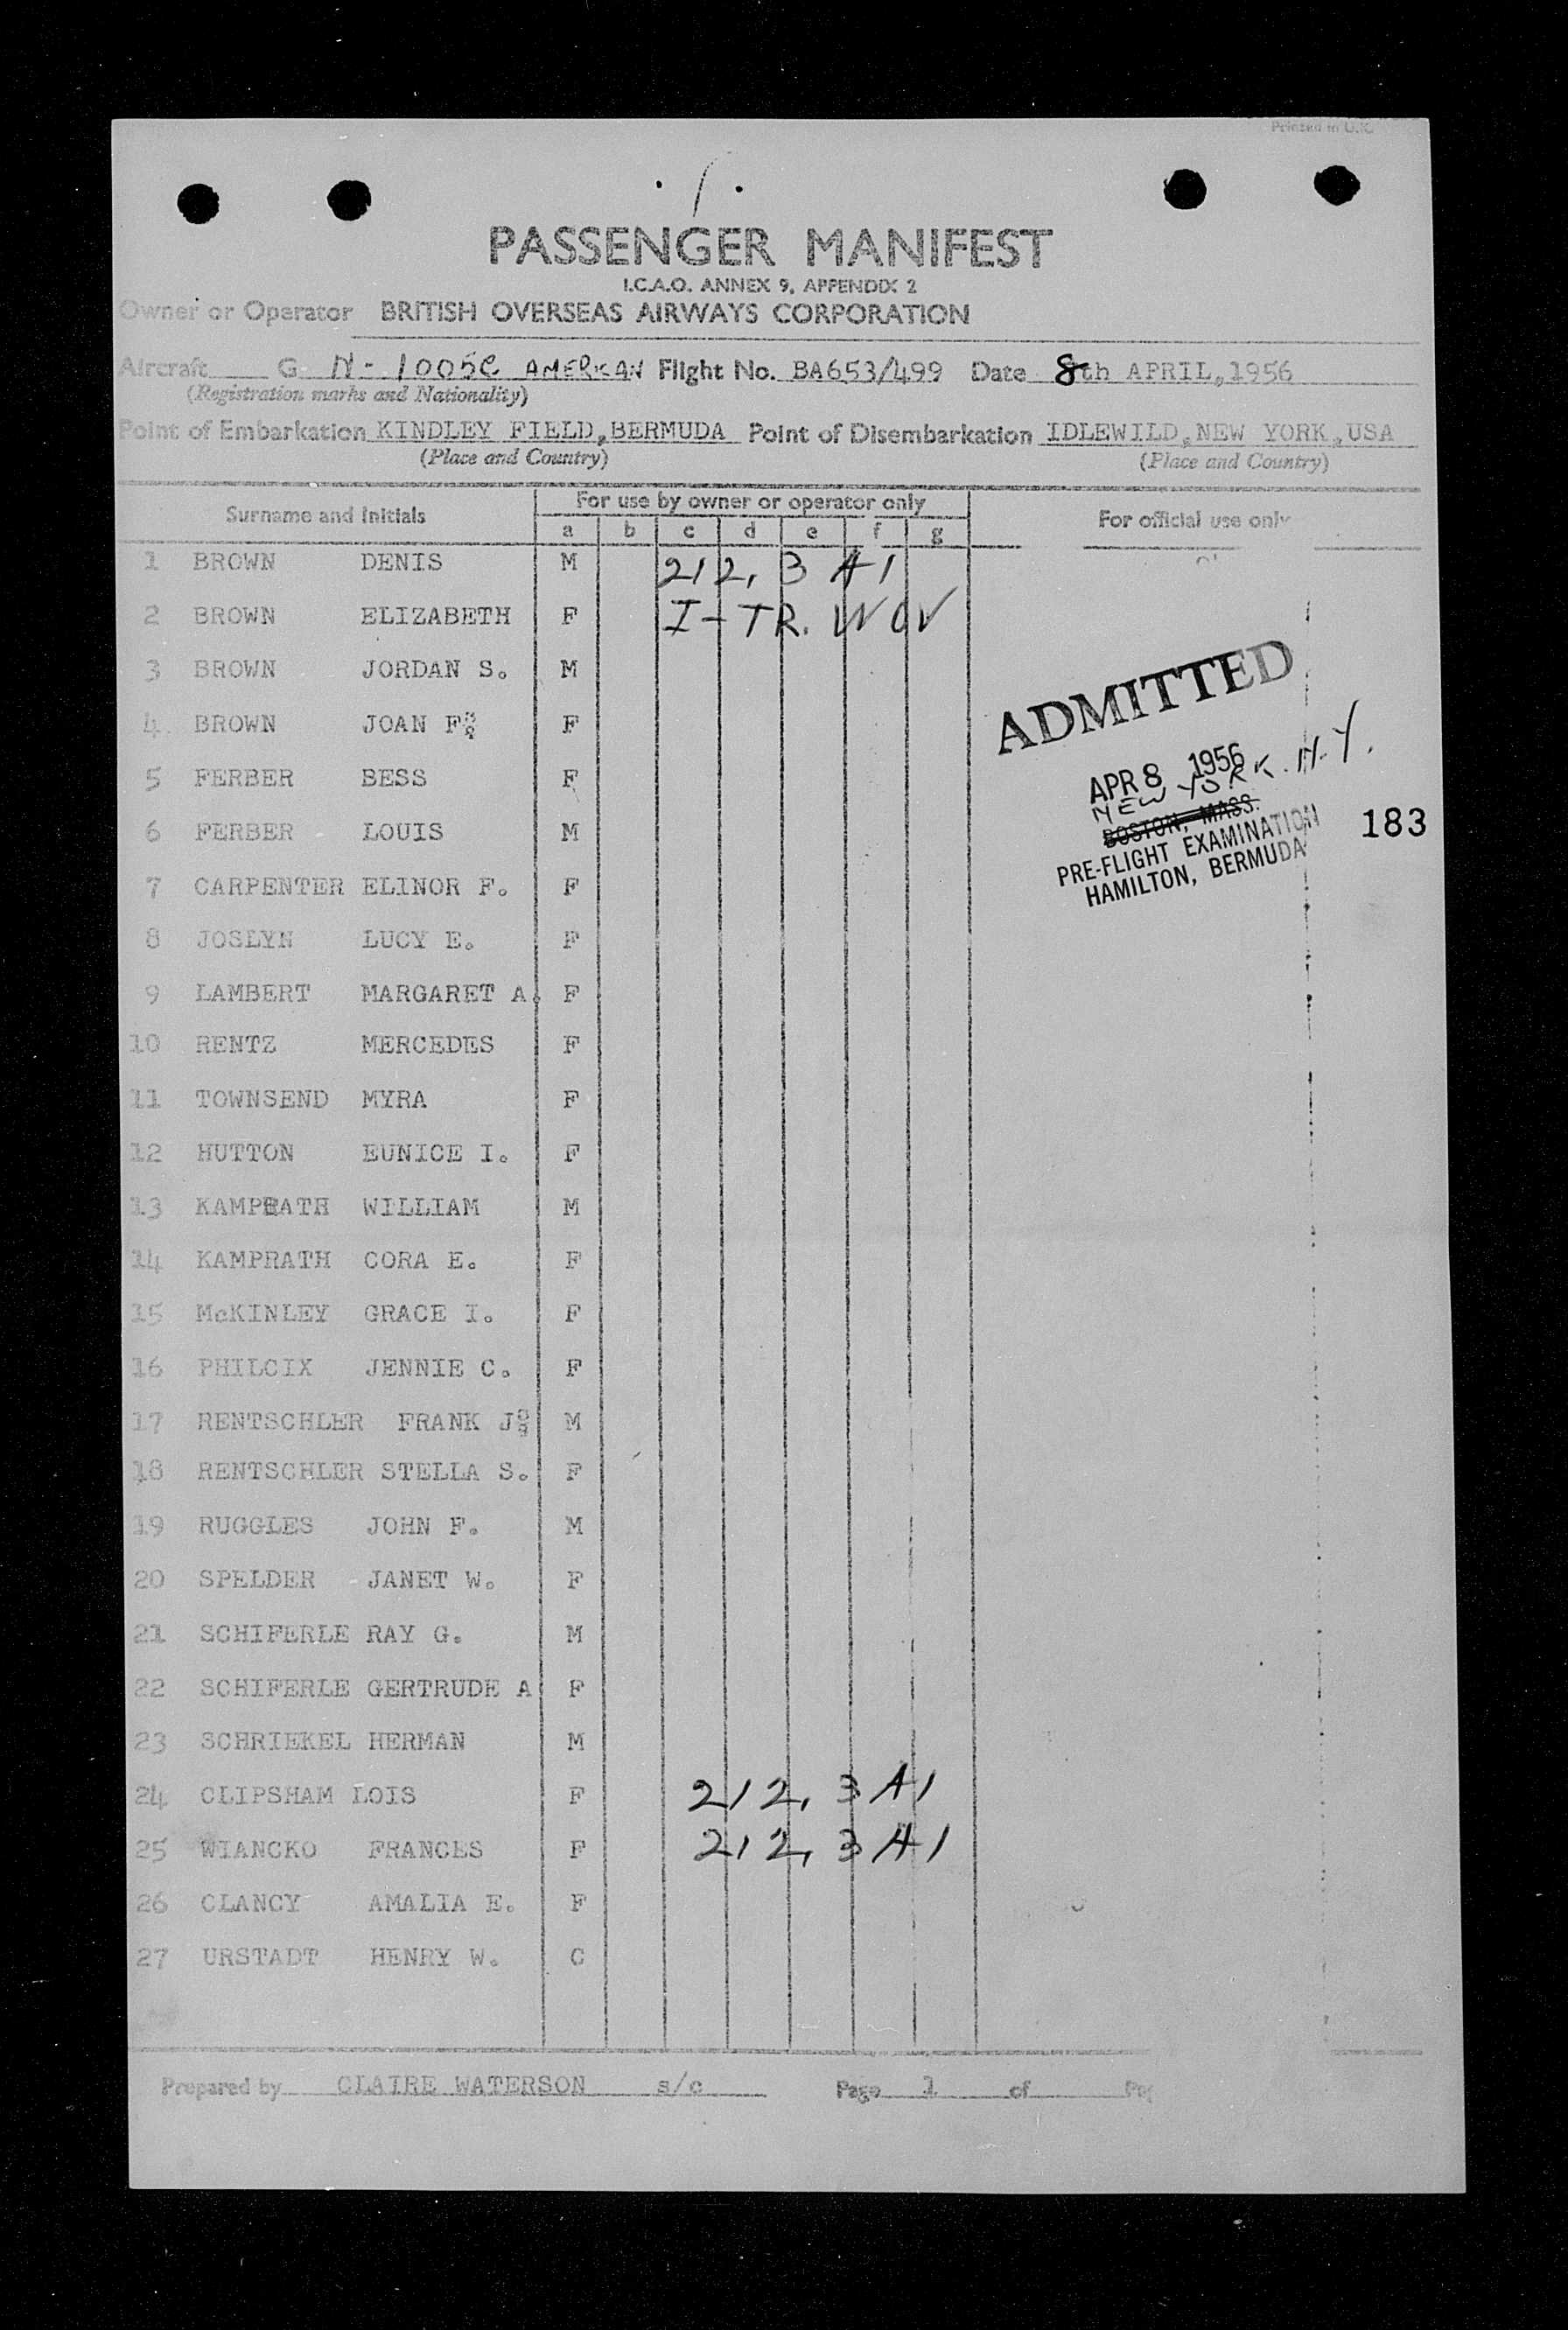 Printed in U.K.
. / .
PASSENGER MANIFEST
I.C.A.O. ANNEX 9, APPENDIX 2
Owner or Operator BRITISH OVERSEAS AIRWAYS CORPORATION
Aircraft G- N-1005C AMERICAN Flight No. BA653/499 Date 8th APRIL, 1956
(Registration marks and Nationality)
Point of Embarkation KINDLEY FIELD, BERMUDA Point of Disembarkation IDLEWILD, NEW YORK, USA
(Place and Country) (Place and Country)
For use by owner or operator only
Surname and Initials For official use only
a b c d e f g
1 BROWN DENIS M 212, 3 A1
2 BROWN ELIZABETH F I-TR. WOV
3 BROWN JORDAN S. M
4 BROWN JOAN F. F
5 FERBER BESS F
6 FERBER LOUIS M
7 CARPENTER ELINOR F. F
8 JOSLYN LUCY E. F
9 LAMBERT MARGARET A. F
10 RENTZ MERCEDES F
11 TOWNSEND MYRA F
12 HUTTON EUNICE I. F
13 KAMPRATH WILLIAM M
14 KAMPRATH CORA E. F
15 McKINLEY GRACE I. F
16 PHILCIX JENNIE C. F
17 RENTSCHLER FRANK J. M
18 RENTSCHLER STELLA S. F
19 RUGGLES JOHN F. M
20 SPELDER JANET W. F
21 SCHIFERLE RAY G. M
22 SCHIFERLE GERTRUDE A F
23 SCHRIEKEL HERMAN M
24 CLIPSHAM LOIS F 212, 3 A1
25 WIANCKO FRANCES F 212, 3 A1
26 CLANCY AMALIA E. F
27 URSTADT HENRY W. C
ADMITTED
APR 8 1956
NEW YORK. N.Y.
BOSTON, MASS.
PRE-FLIGHT EXAMINATION
HAMILTON, BERMUDA
183
Prepared by CLAIRE WATERSON s/c Page 1 of